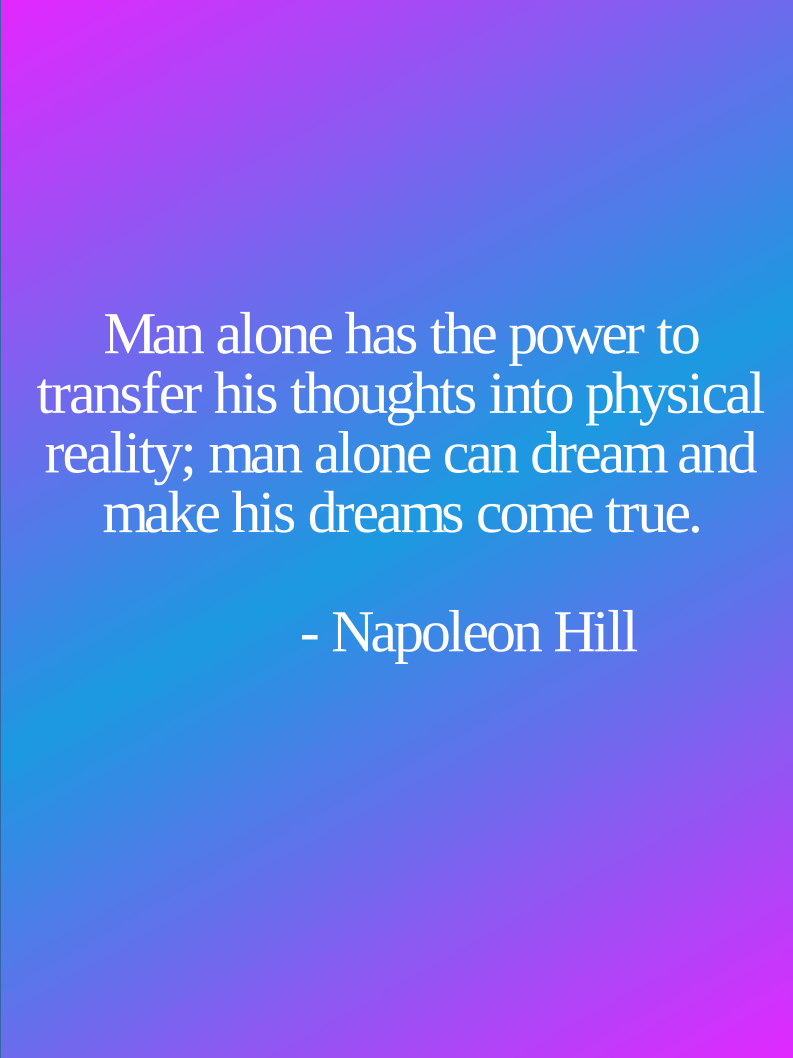 Man alone has the power to
transfer his thoughts into physical
reality; man alone can dream and
make his dreams come true.
- Napoleon Hill